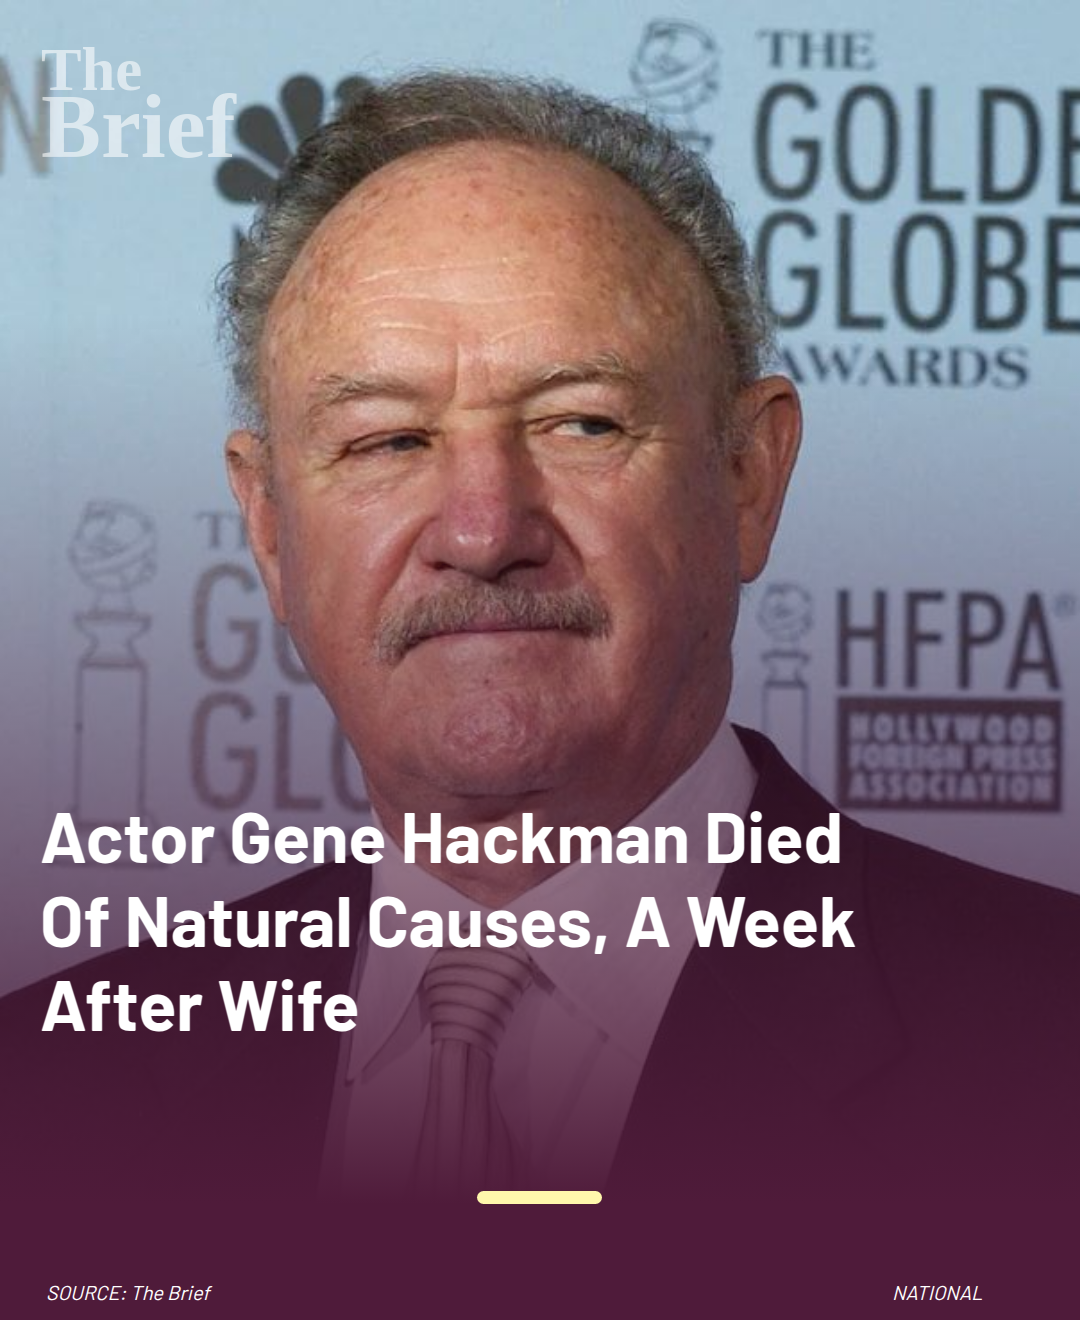 The
Brief
THE
GOLDE
GLOBE
AWARDS
HFPA®
HOLLYWOOD
FOREIGN PRESS
ASSOCIATION
Actor Gene Hackman Died
Of Natural Causes, A Week
After Wife
SOURCE: The Brief
NATIONAL